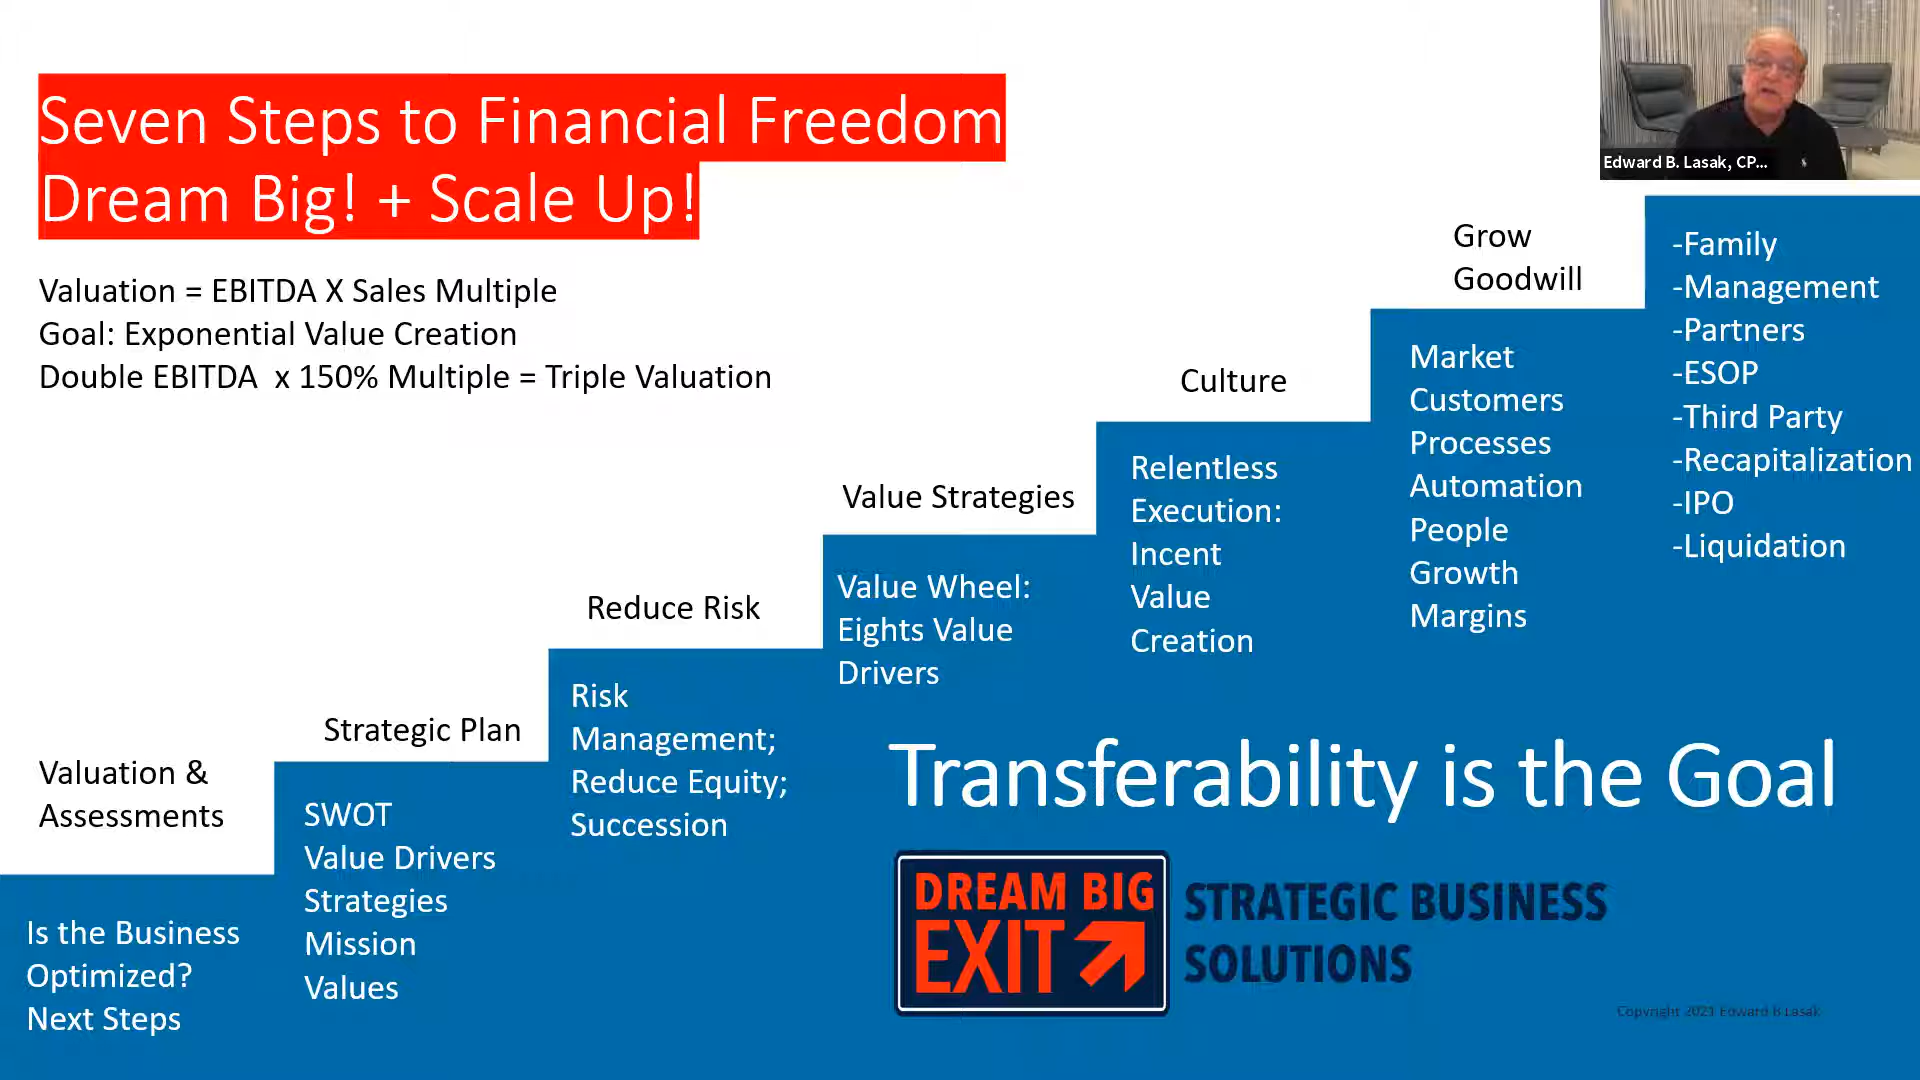 Seven Steps to Financial Freedom
Dream Big! + Scale Up!
Edward B. Lasak, CP...
Valuation = EBITDA X Sales Multiple
Goal: Exponential Value Creation
Double EBITDA x 150% Multiple = Triple Valuation
Valuation &
Assessments
Is the Business
Optimized?
Next Steps
Strategic Plan
SWOT
Value Drivers
Strategies
Mission
Values
Reduce Risk
Risk
Management;
Reduce Equity;
Succession
Value Strategies
Value Wheel:
Eights Value
Drivers
Culture
Relentless
Execution:
Incent
Value
Creation
Grow
Goodwill
Market
Customers
Processes
Automation
People
Growth
Margins
-Family
-Management
-Partners
-ESOP
-Third Party
-Recapitalization
-IPO
-Liquidation
Transferability is the Goal
DREAM BIG
EXIT
STRATEGIC BUSINESS
SOLUTIONS
Copyright 2021 Edward B Lasak